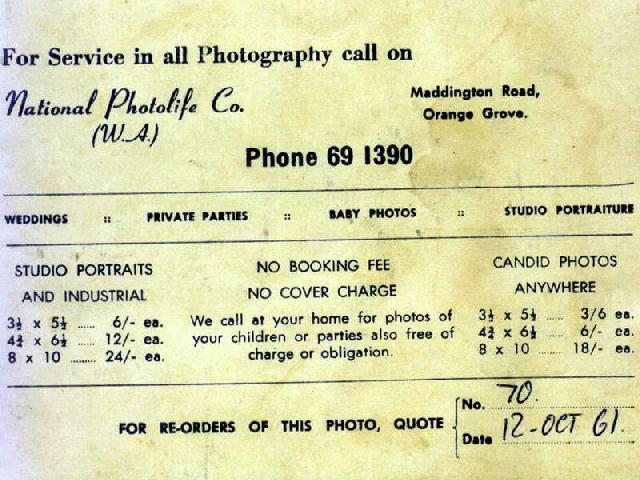 For Service in all Photography call on
National Photolife Co.
(W.A.)
Maddington Road,
Orange Grove.
Phone 69 1390
WEDDINGS :: PRIVATE PARTIES :: BABY PHOTOS :: STUDIO PORTRAITURE
STUDIO PORTRAITS
AND INDUSTRIAL
3½ x 5½ ..... 6/- ea.
4¾ x 6½ ..... 12/- ea.
8 x 10 ........ 24/- ea.
NO BOOKING FEE
NO COVER CHARGE
We call at your home for photos of
your children or parties also free of
charge or obligation.
CANDID PHOTOS
ANYWHERE
3½ x 5½ ..... 3/6 ea.
4¾ x 6½ ..... 6/- ea.
8 x 10 ........ 18/- ea.
FOR RE-ORDERS OF THIS PHOTO, QUOTE
No. 70.
Date 12-OCT 61.